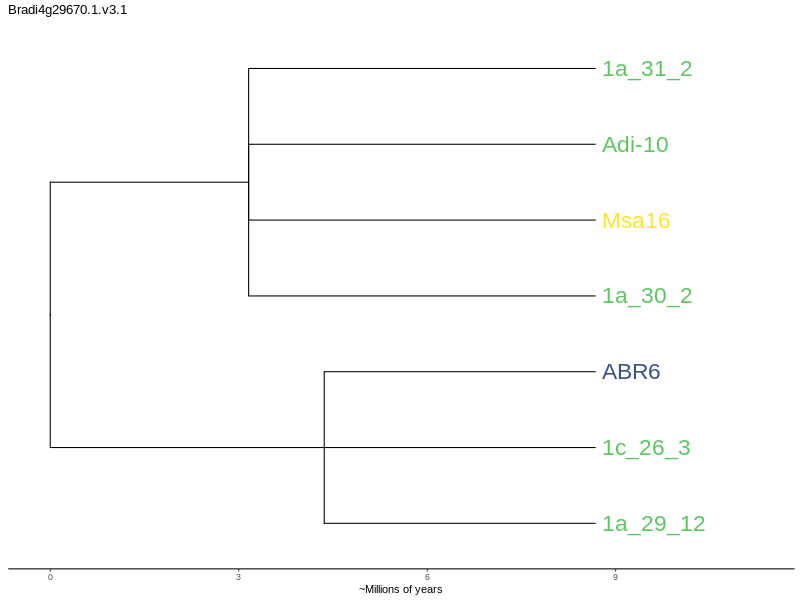 Bradi4g29670.1.v3.1
1a_31_2
Adi-10
Msa16
1a_30_2
ABR6
1c_26_3
1a_29_12
0 3 6 9
~Millions of years